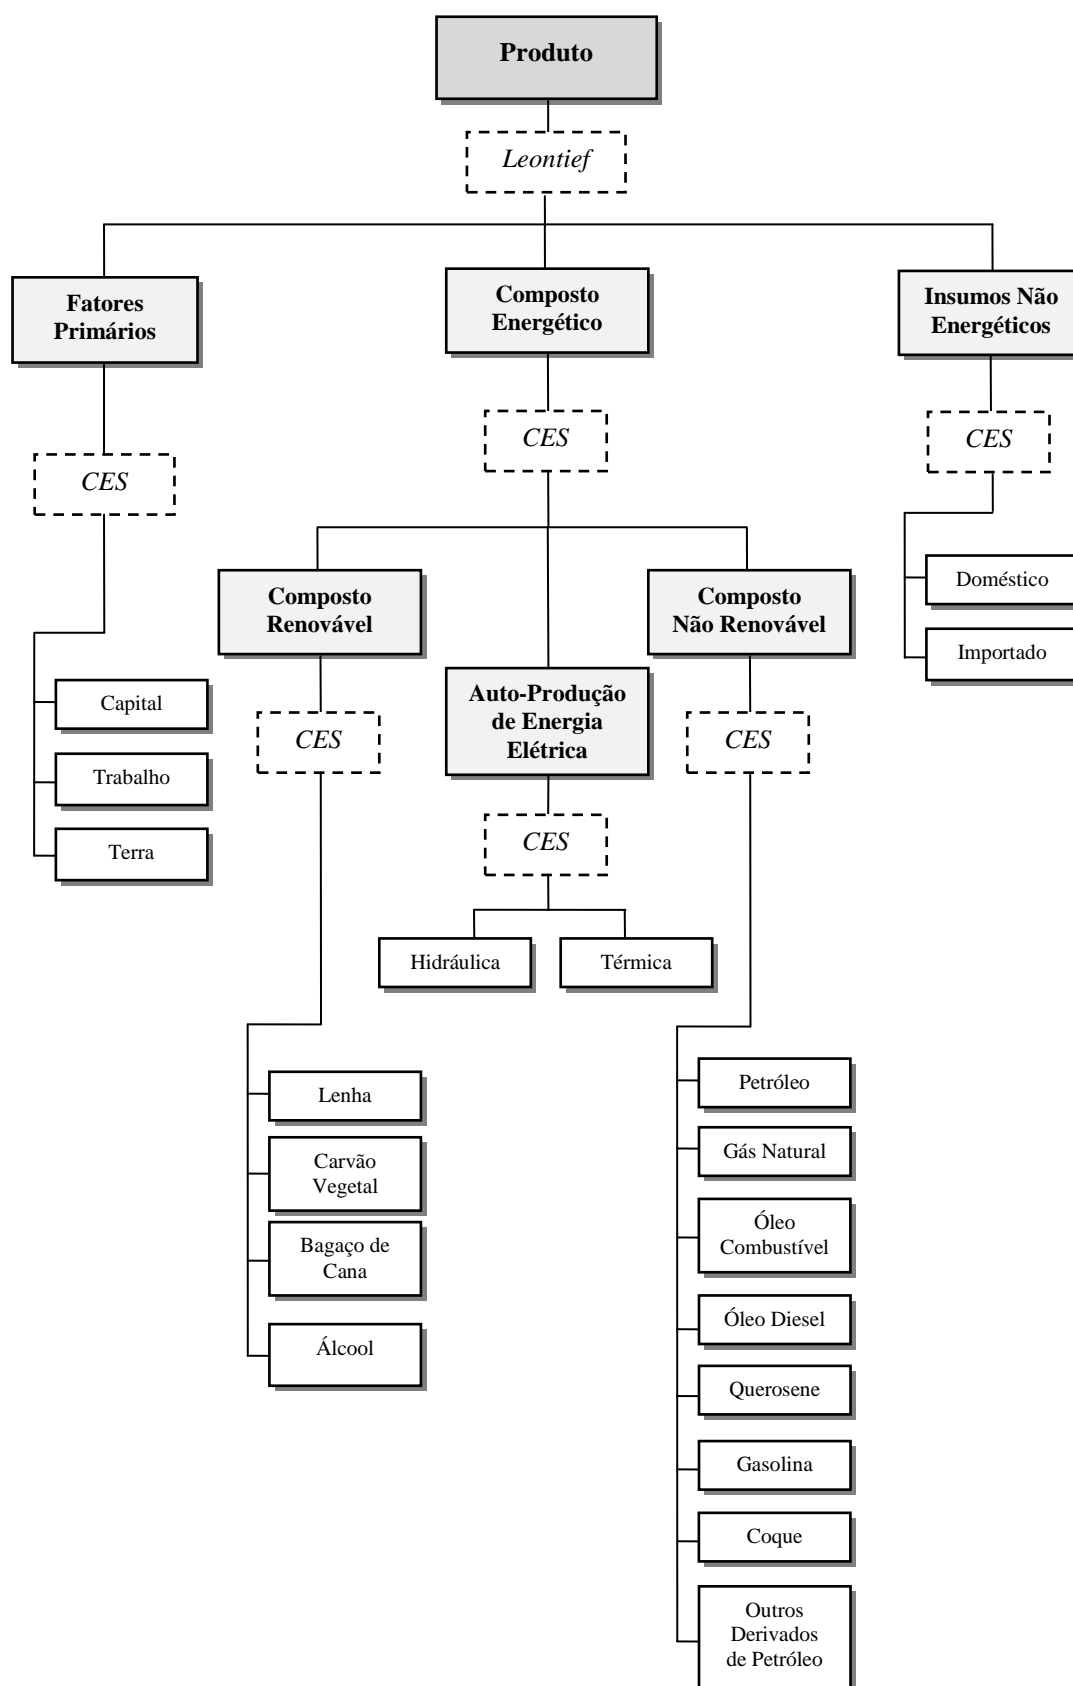 Produto
Leontief
Fatores
Primários
Composto
Energético
Insumos Não
Energéticos
CES
CES
CES
Composto
Renovável
Composto
Não Renovável
Doméstico
Importado
Auto-Produção
de Energia
Elétrica
Capital
Trabalho
Terra
CES
CES
CES
Hidráulica
Térmica
Lenha
Carvão
Vegetal
Bagaço de
Cana
Álcool
Petróleo
Gás Natural
Óleo
Combustível
Óleo Diesel
Querosene
Gasolina
Coque
Outros
Derivados
de Petróleo